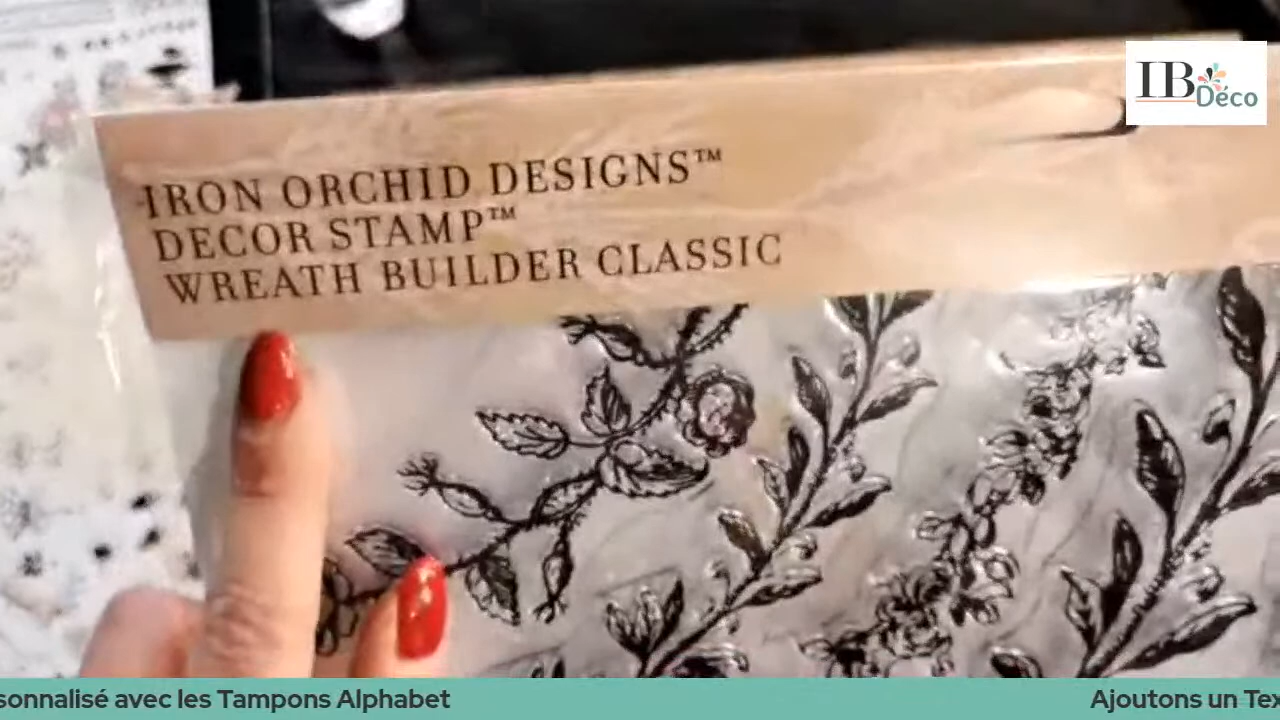 IB
Déco
IRON ORCHID DESIGNS™
DECOR STAMP™
WREATH BUILDER CLASSIC
sonnalisé avec les Tampons Alphabet
Ajoutons un Tex